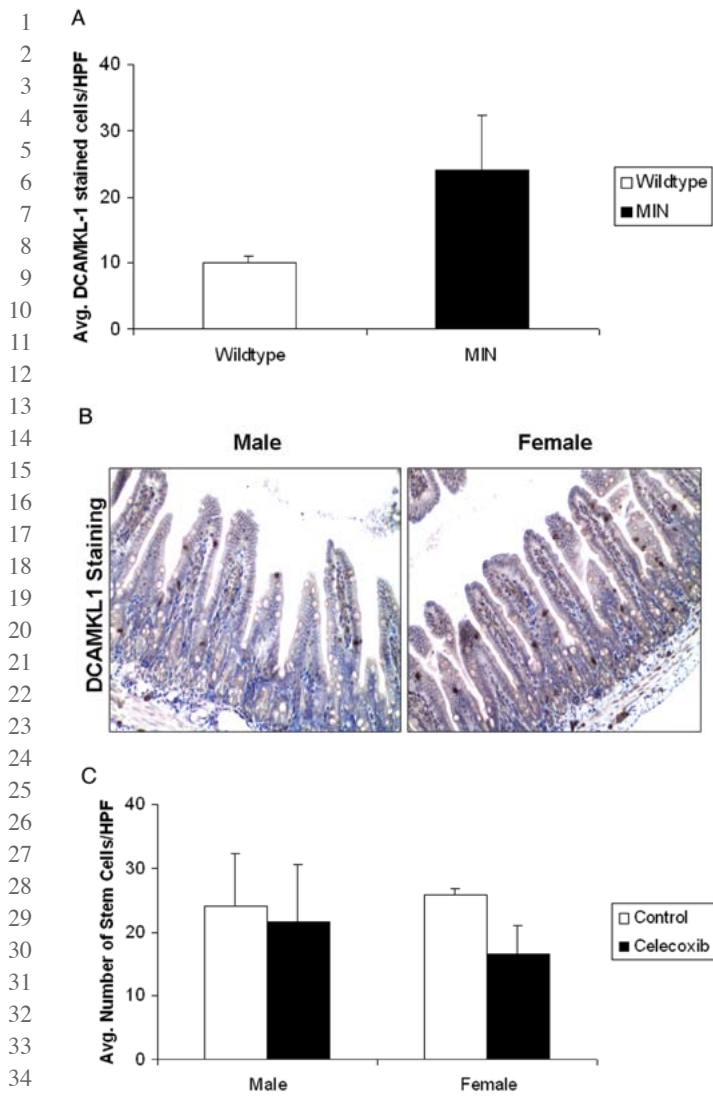 1
2
3
4
5
6
7
8
9
10
11
12
13
14
15
16
17
18
19
20
21
22
23
24
25
26
27
28
29
30
31
32
33
34
A
Avg. DCAMKL-1 stained cells/HPF
40
30
20
10
0
Wildtype
MIN
Wildtype
MIN
B
Male
Female
DCAMKL1 Staining
C
Avg. Number of Stem Cells/HPF
40
30
20
10
0
Male
Female
Control
Celecoxib